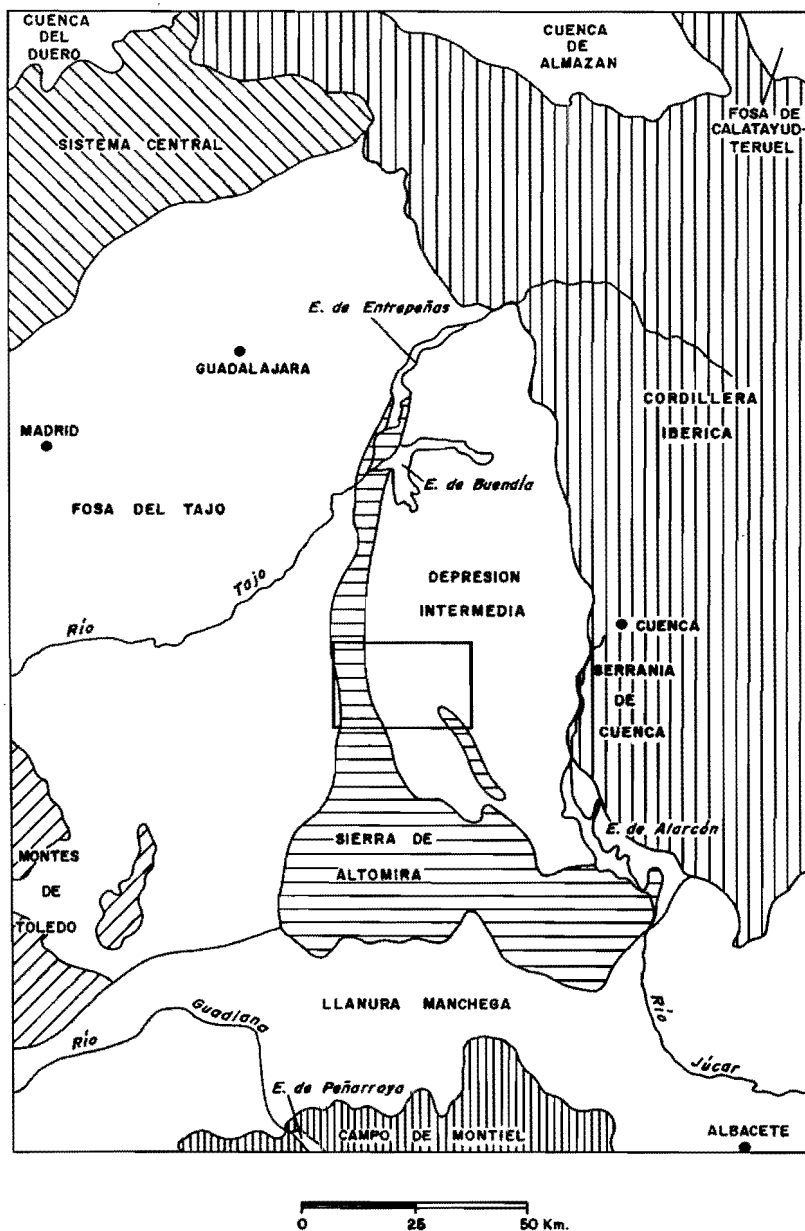 CUENCA
DEL
DUERO
CUENCA
DE
ALMAZAN
FOSA DE
CALATAYUD-
TERUEL
SISTEMA CENTRAL
E. de Entrepeñas
GUADALAJARA
CORDILLERA
IBERICA
MADRID
E. de Buendía
FOSA DEL TAJO
DEPRESION
INTERMEDIA
Río Tajo
CUENCA
SERRANIA
DE
CUENCA
E. de Alarcón
SIERRA DE
ALTOMIRA
MONTES
DE
TOLEDO
LLANURA MANCHEGA
Río Guadiana
Río Júcar
E. de Peñarroya
CAMPO DE MONTIEL
ALBACETE
0 25 50 Km.